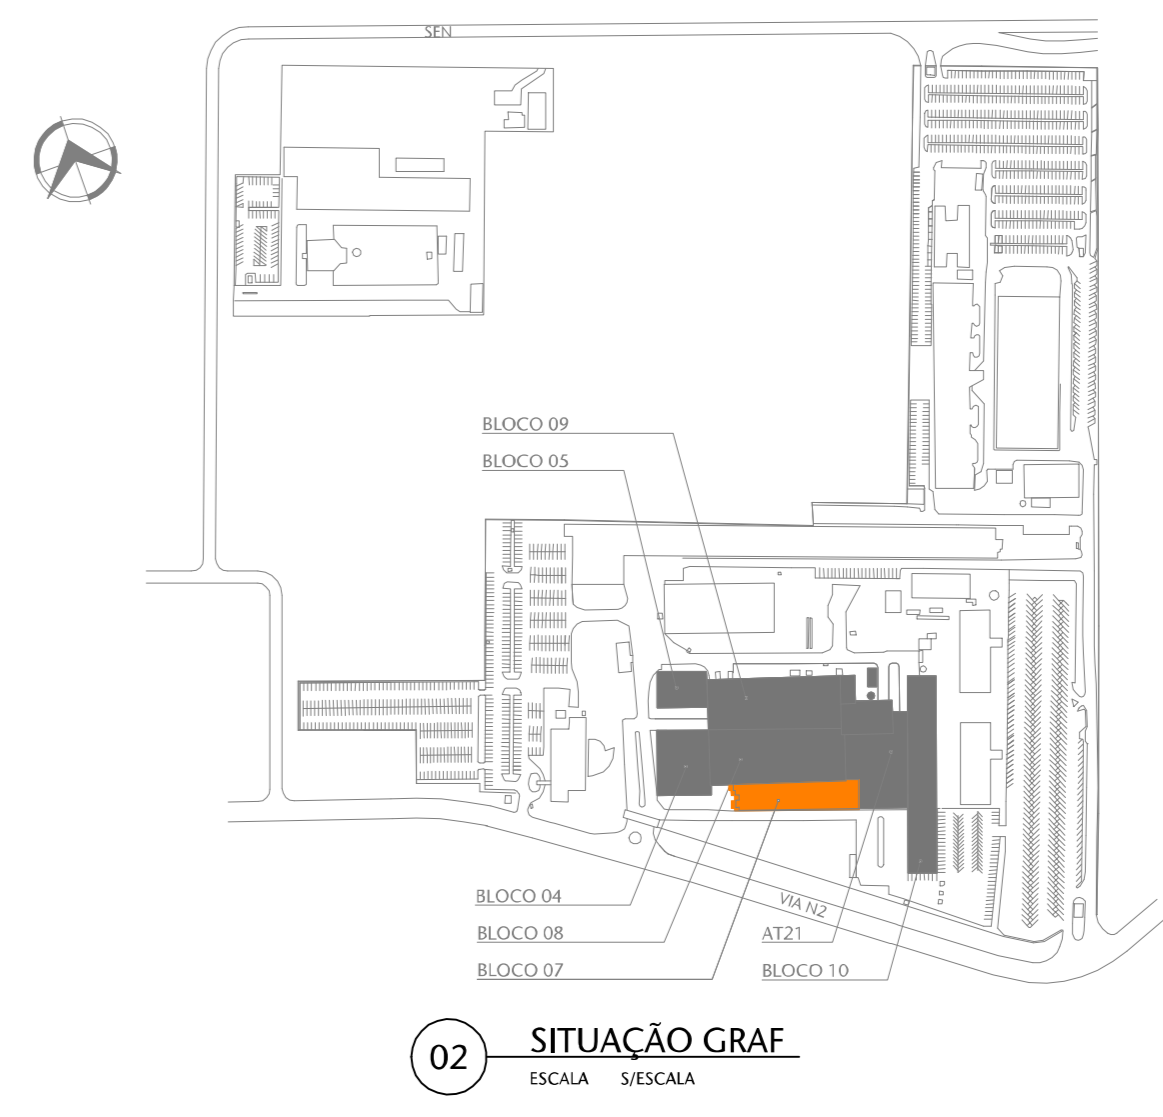 SEN
BLOCO 09
BLOCO 05
BLOCO 04
BLOCO 08
BLOCO 07
VIA N2
AT21
BLOCO 10
02
SITUAÇÃO GRAF
ESCALA S/ESCALA